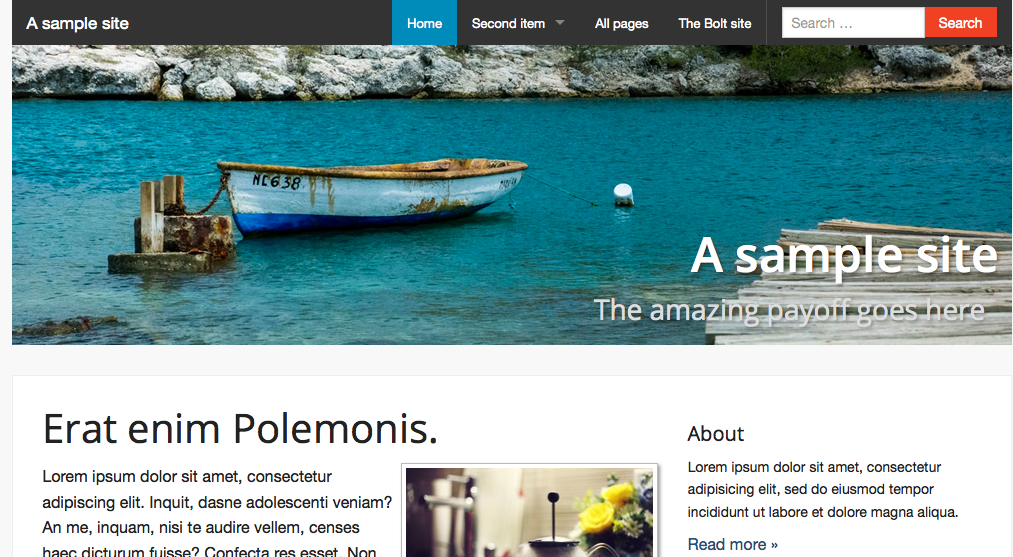 A sample site
Home
Second item
All pages
The Bolt site
Search …
Search
NC638
A sample site
The amazing payoff goes here
Erat enim Polemonis.
Lorem ipsum dolor sit amet, consectetur
adipiscing elit. Inquit, dasne adolescenti veniam?
An me, inquam, nisi te audire vellem, censes
haec dicturum fuisse? Confecta res esset. Non
About
Lorem ipsum dolor sit amet, consectetur
adipisicing elit, sed do eiusmod tempor
incididunt ut labore et dolore magna aliqua.
Read more »